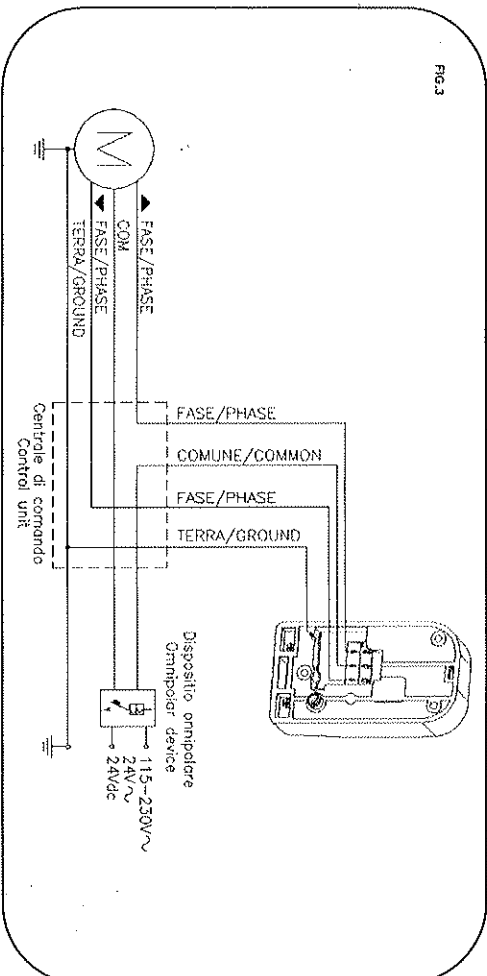 FIG.3
FASE/PHASE
COM
FASE/PHASE
TERRA/GROUND
M
FASE/PHASE
COMUNE/COMMON
FASE/PHASE
TERRA/GROUND
Centrale di comando
Control unit
Dispositio onnipolare
Omnipolar device
115-230V~
24V~
24Vdc